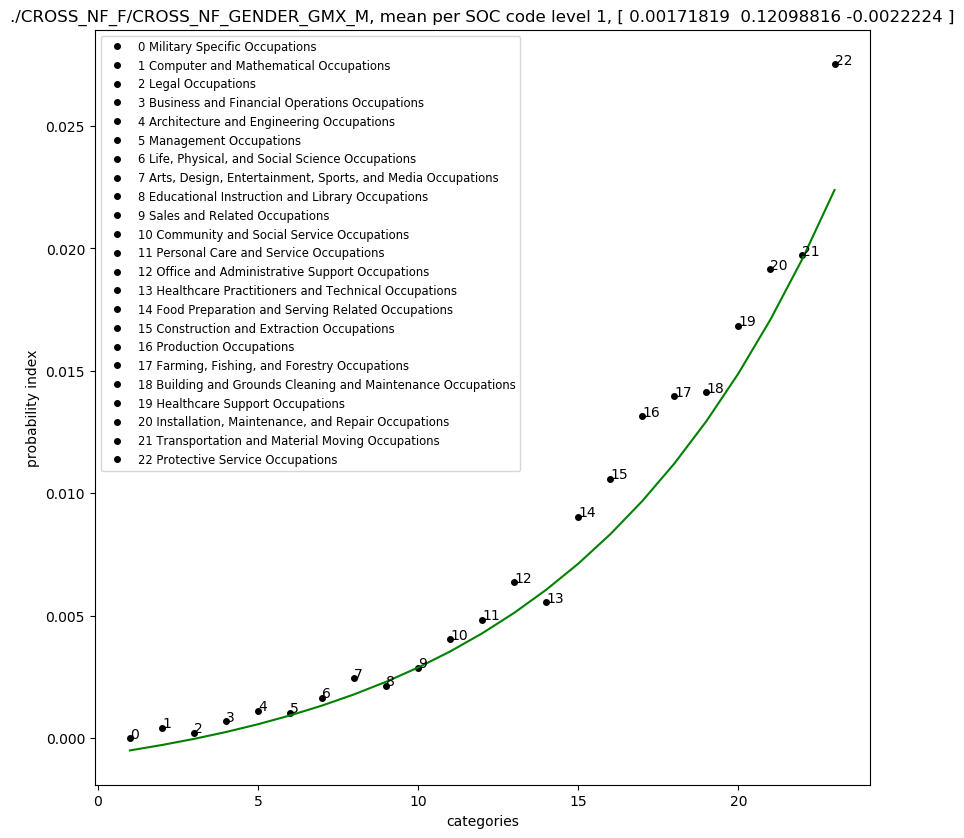 ./CROSS_NF_F/CROSS_NF_GENDER_GMX_M, mean per SOC code level 1, [ 0.00171819  0.12098816 -0.0022224 ]
0 Military Specific Occupations
1 Computer and Mathematical Occupations
2 Legal Occupations
3 Business and Financial Operations Occupations
4 Architecture and Engineering Occupations
5 Management Occupations
6 Life, Physical, and Social Science Occupations
7 Arts, Design, Entertainment, Sports, and Media Occupations
8 Educational Instruction and Library Occupations
9 Sales and Related Occupations
10 Community and Social Service Occupations
11 Personal Care and Service Occupations
12 Office and Administrative Support Occupations
13 Healthcare Practitioners and Technical Occupations
14 Food Preparation and Serving Related Occupations
15 Construction and Extraction Occupations
16 Production Occupations
17 Farming, Fishing, and Forestry Occupations
18 Building and Grounds Cleaning and Maintenance Occupations
19 Healthcare Support Occupations
20 Installation, Maintenance, and Repair Occupations
21 Transportation and Material Moving Occupations
22 Protective Service Occupations
probability index
0.025
0.020
0.015
0.010
0.005
0.000
0
1
2
3
4
5
6
7
8
9
10
11
12
13
14
15
16
17
18
19
20
21
22
0 5 10 15 20
categories